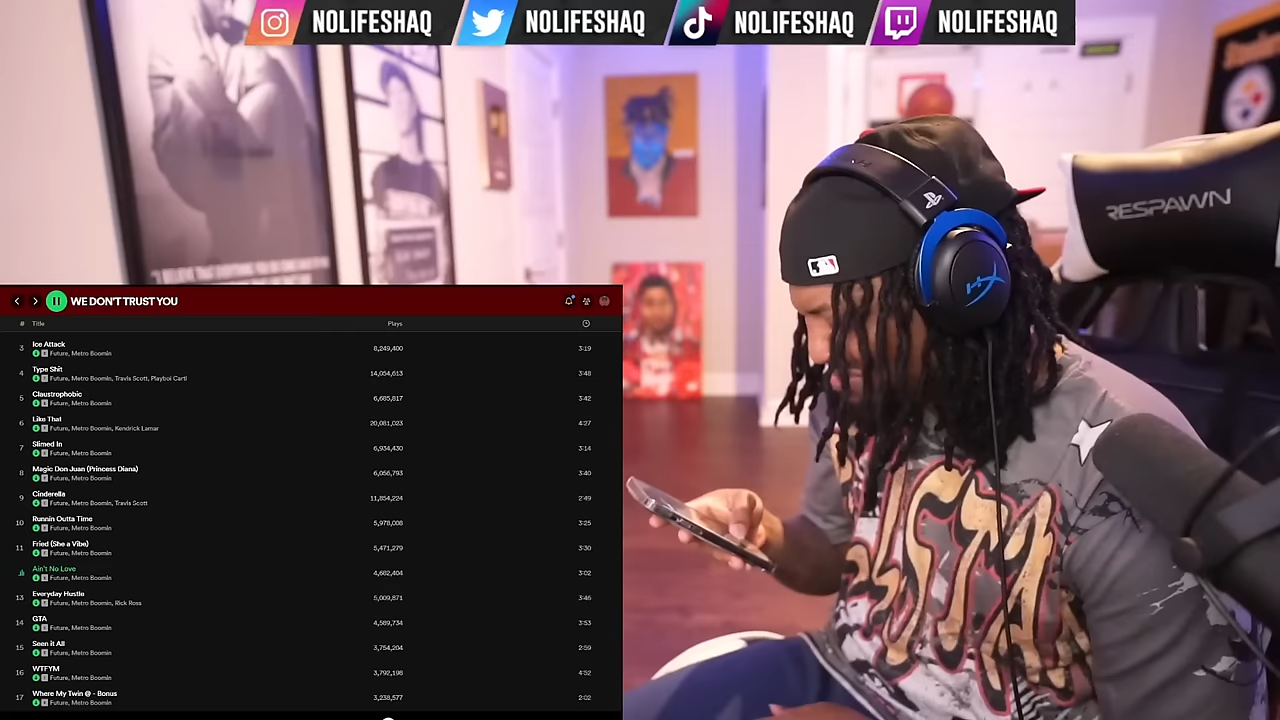 NOLIFESHAQ NOLIFESHAQ NOLIFESHAQ NOLIFESHAQ
RESPAWN
WE DON'T TRUST YOU
# Title Plays
3 Ice Attack 8,249,400 3:19
Future, Metro Boomin
4 Type Shit 14,054,613 3:48
Future, Metro Boomin, Travis Scott, Playboi Carti
5 Claustrophobic 6,685,817 3:42
Future, Metro Boomin
6 Like That 20,081,023 4:27
Future, Metro Boomin, Kendrick Lamar
7 Slimed In 6,934,430 3:14
Future, Metro Boomin
8 Magic Don Juan (Princess Diana) 6,056,793 3:40
Future, Metro Boomin
9 Cinderella 11,854,224 2:49
Future, Metro Boomin, Travis Scott
10 Runnin Outta Time 5,978,008 3:25
Future, Metro Boomin
11 Fried (She a Vibe) 5,471,279 3:30
Future, Metro Boomin
Ain't No Love 4,682,404 3:02
Future, Metro Boomin
13 Everyday Hustle 5,009,871 3:46
Future, Metro Boomin, Rick Ross
14 GTA 4,569,734 3:53
Future, Metro Boomin
15 Seen it All 3,754,204 2:59
Future, Metro Boomin
16 WTFYM 3,792,198 4:52
Future, Metro Boomin
17 Where My Twin @ - Bonus 3,238,577 2:02
Future, Metro Boomin